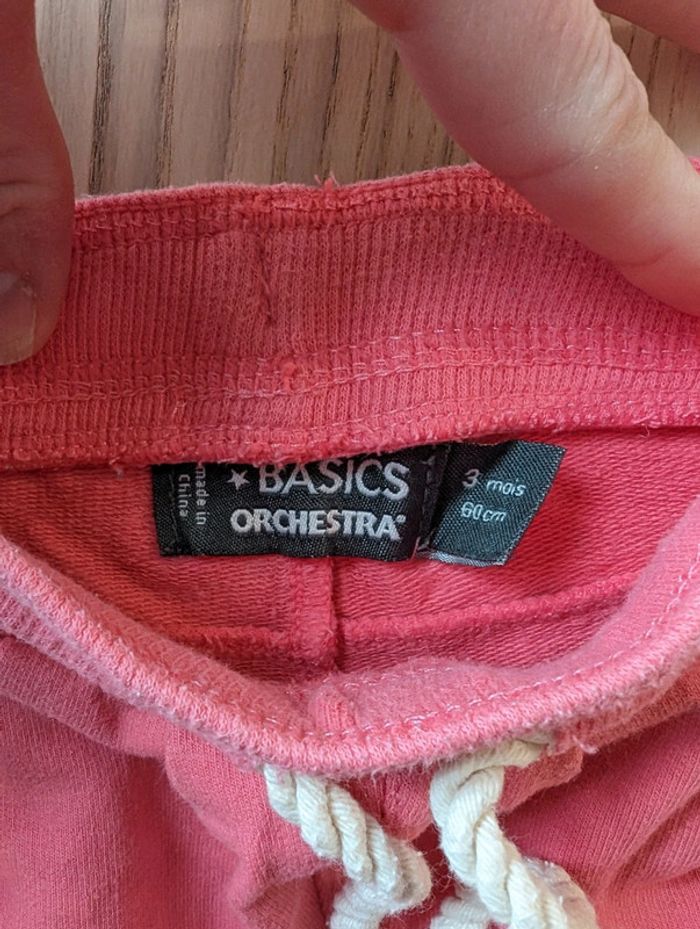 made in
China
★ BASICS
ORCHESTRA®
3 mois
60cm